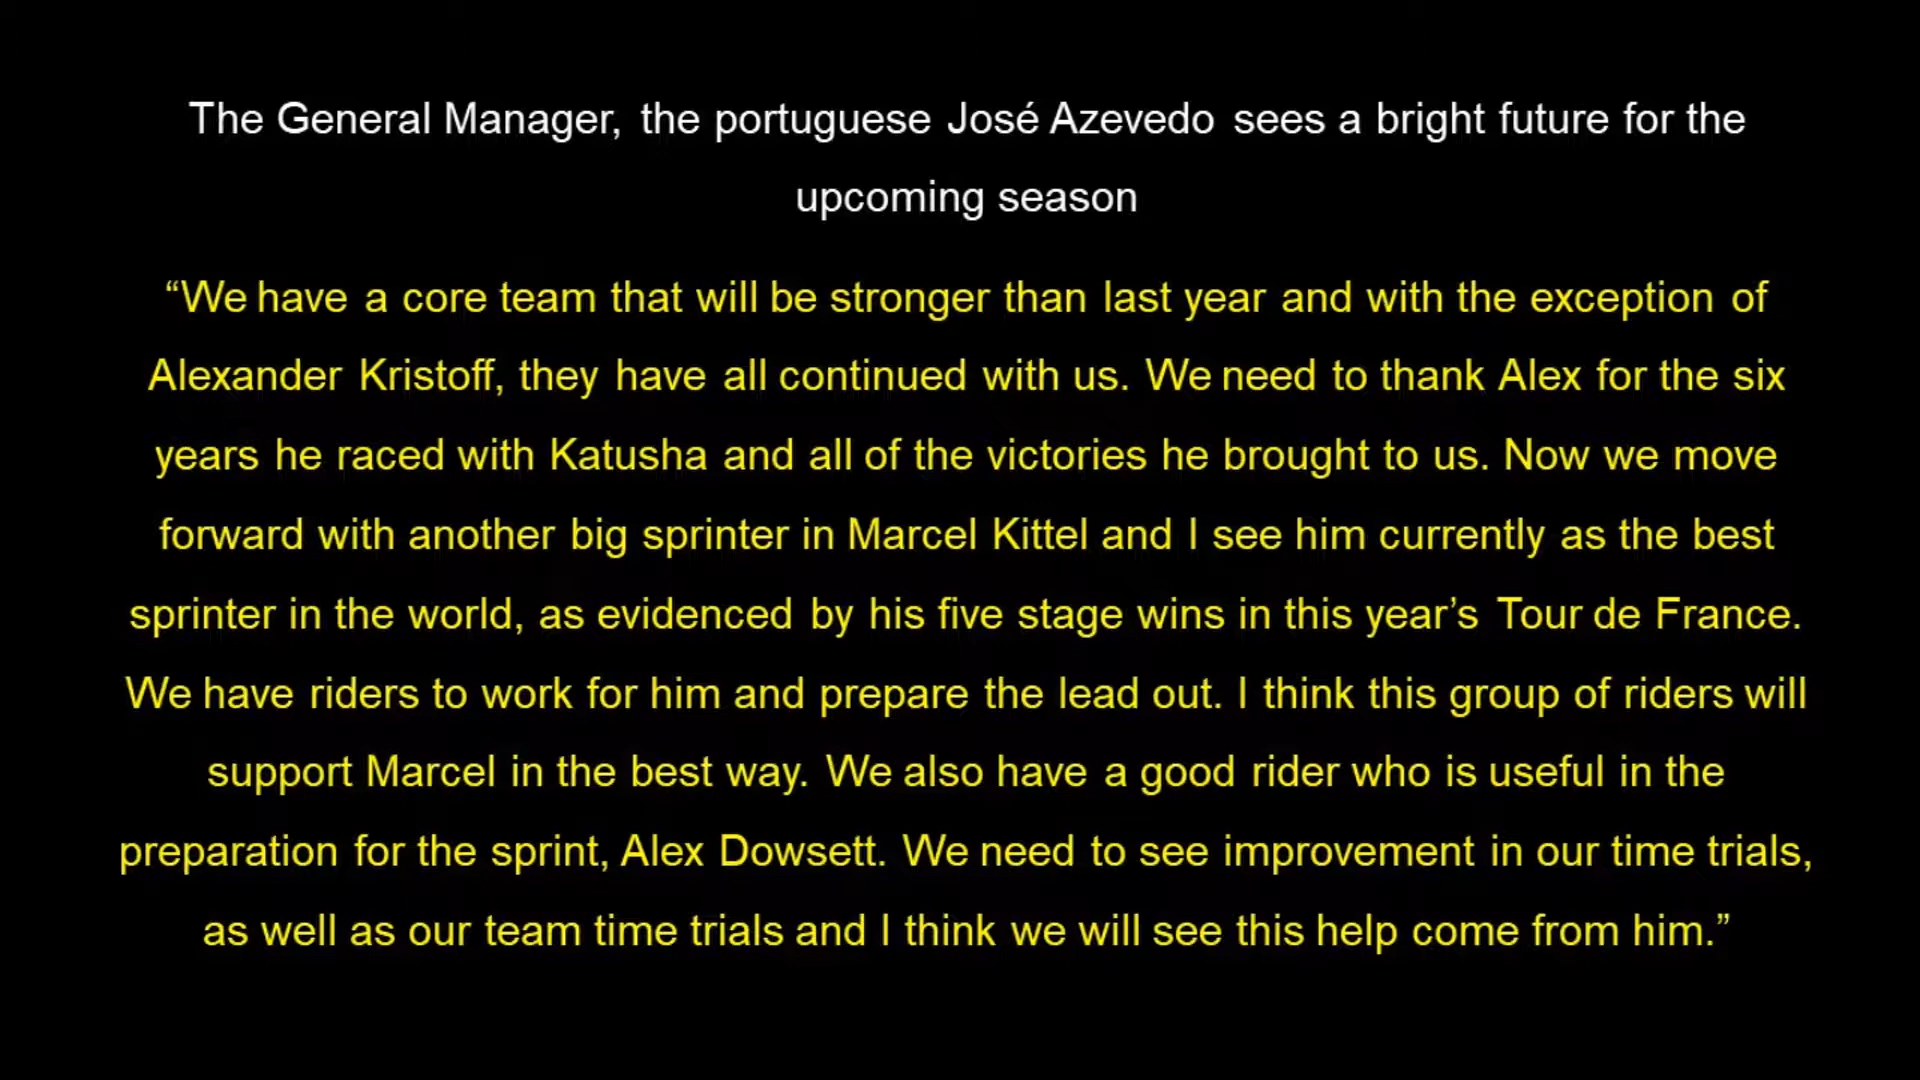 The General Manager, the portuguese José Azevedo sees a bright future for the
upcoming season
“We have a core team that will be stronger than last year and with the exception of
Alexander Kristoff, they have all continued with us. We need to thank Alex for the six
years he raced with Katusha and all of the victories he brought to us. Now we move
forward with another big sprinter in Marcel Kittel and I see him currently as the best
sprinter in the world, as evidenced by his five stage wins in this year’s Tour de France.
We have riders to work for him and prepare the lead out. I think this group of riders will
support Marcel in the best way. We also have a good rider who is useful in the
preparation for the sprint, Alex Dowsett. We need to see improvement in our time trials,
as well as our team time trials and I think we will see this help come from him.”